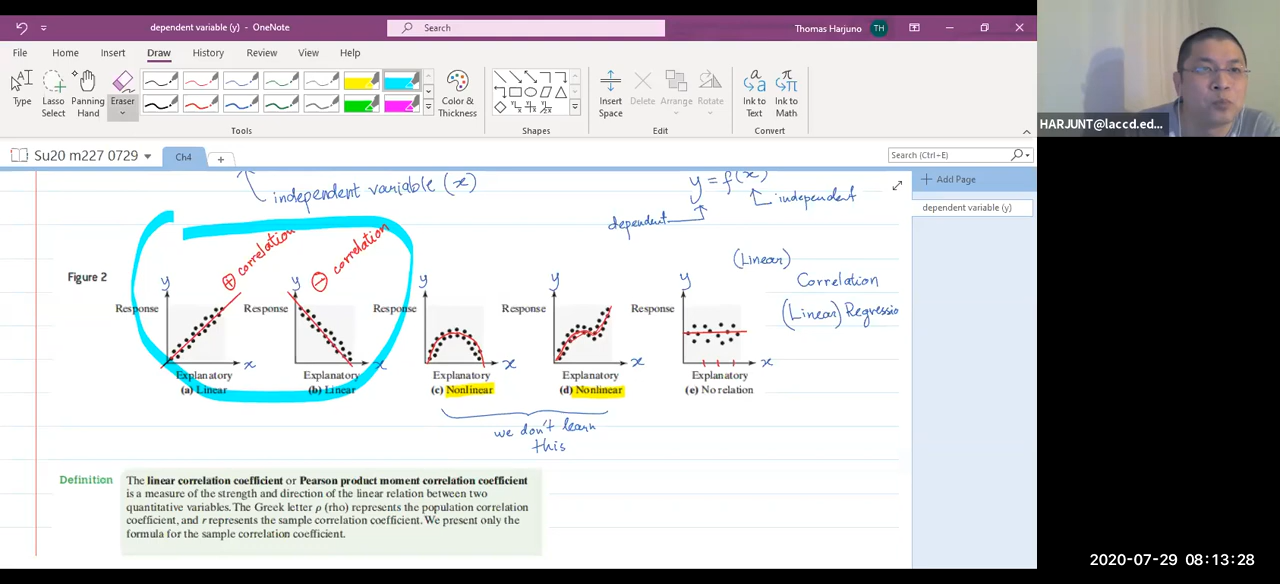 dependent variable (y) - OneNote
Search
Thomas Harjuno
TH
File
Home
Insert
Draw
History
Review
View
Help
Type
Lasso Select
Panning Hand
Eraser
Color & Thickness
Insert Space
Delete
Arrange
Rotate
Ink to Text
Ink to Math
Tools
Shapes
Edit
Convert
HARJUNT@laccd.ed...
Su20 m227 0729
Ch4
Search (Ctrl+E)
Add Page
dependent variable (y)
independent variable (x)
y = f(x)
independent
dependent
+ correlation
− correlation
(Linear)
Correlation
(Linear) Regressio
Figure 2
y
y
y
y
y
Response
Response
Response
Response
Response
x
x
x
x
x
Explanatory
Explanatory
Explanatory
Explanatory
Explanatory
(a) Linear
(b) Linear
(c) Nonlinear
(d) Nonlinear
(e) No relation
we don't learn
this
Definition
The linear correlation coefficient or Pearson product moment correlation coefficient
is a measure of the strength and direction of the linear relation between two
quantitative variables. The Greek letter ρ (rho) represents the population correlation
coefficient, and r represents the sample correlation coefficient. We present only the
formula for the sample correlation coefficient.
2020-07-29 08:13:28